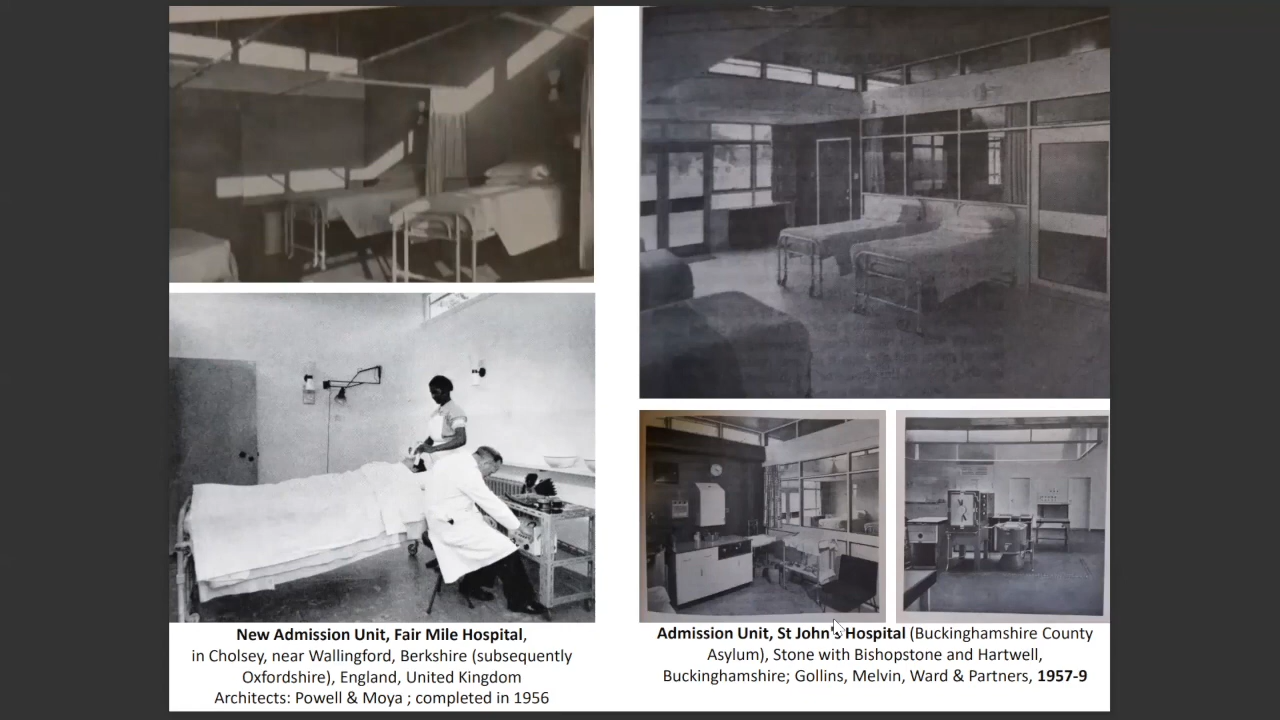 New Admission Unit, Fair Mile Hospital,
in Cholsey, near Wallingford, Berkshire (subsequently
Oxfordshire), England, United Kingdom
Architects: Powell & Moya ; completed in 1956
Admission Unit, St John's Hospital (Buckinghamshire County
Asylum), Stone with Bishopstone and Hartwell,
Buckinghamshire; Gollins, Melvin, Ward & Partners, 1957-9